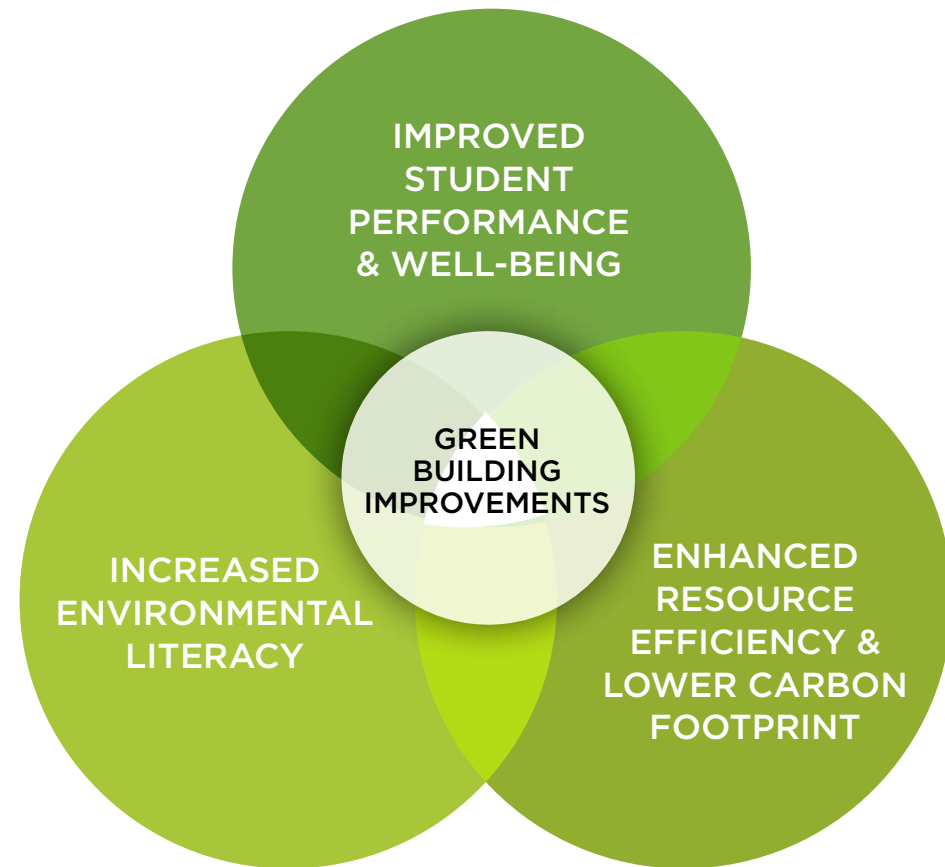 IMPROVED
STUDENT
PERFORMANCE
& WELL-BEING
GREEN
BUILDING
IMPROVEMENTS
INCREASED
ENVIRONMENTAL
LITERACY
ENHANCED
RESOURCE
EFFICIENCY &
LOWER CARBON
FOOTPRINT